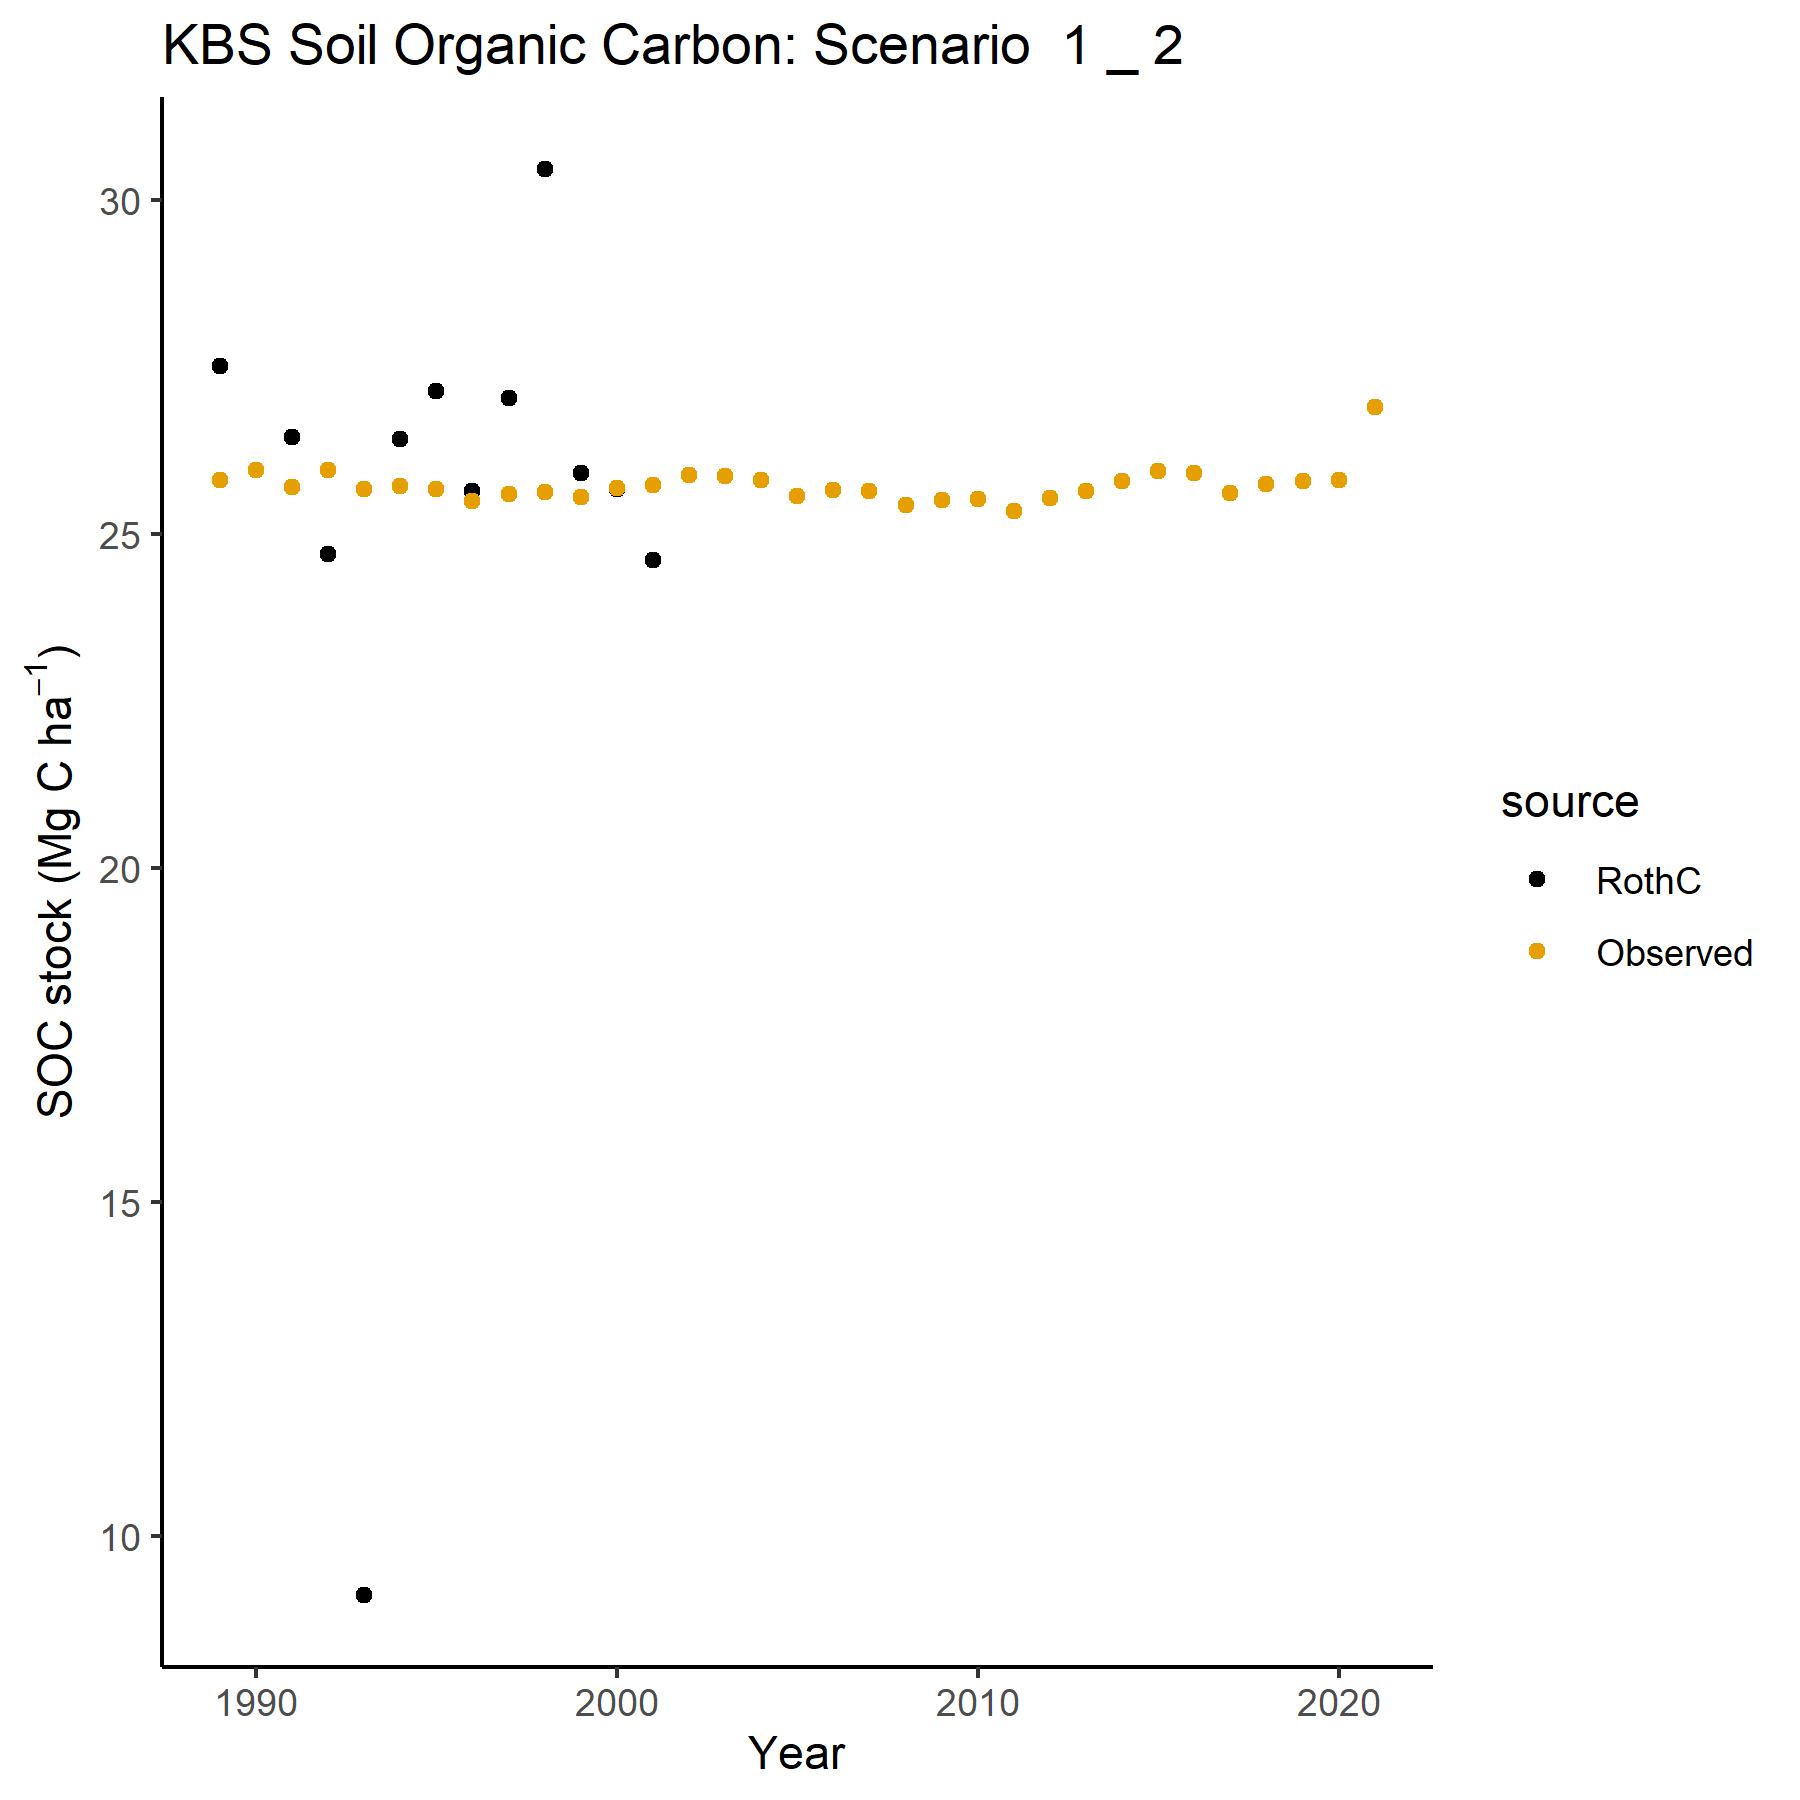 KBS Soil Organic Carbon: Scenario  1 _ 2
SOC stock (Mg C ha⁻¹)
30
25
20
15
10
1990
2000
2010
2020
Year
source
RothC
Observed